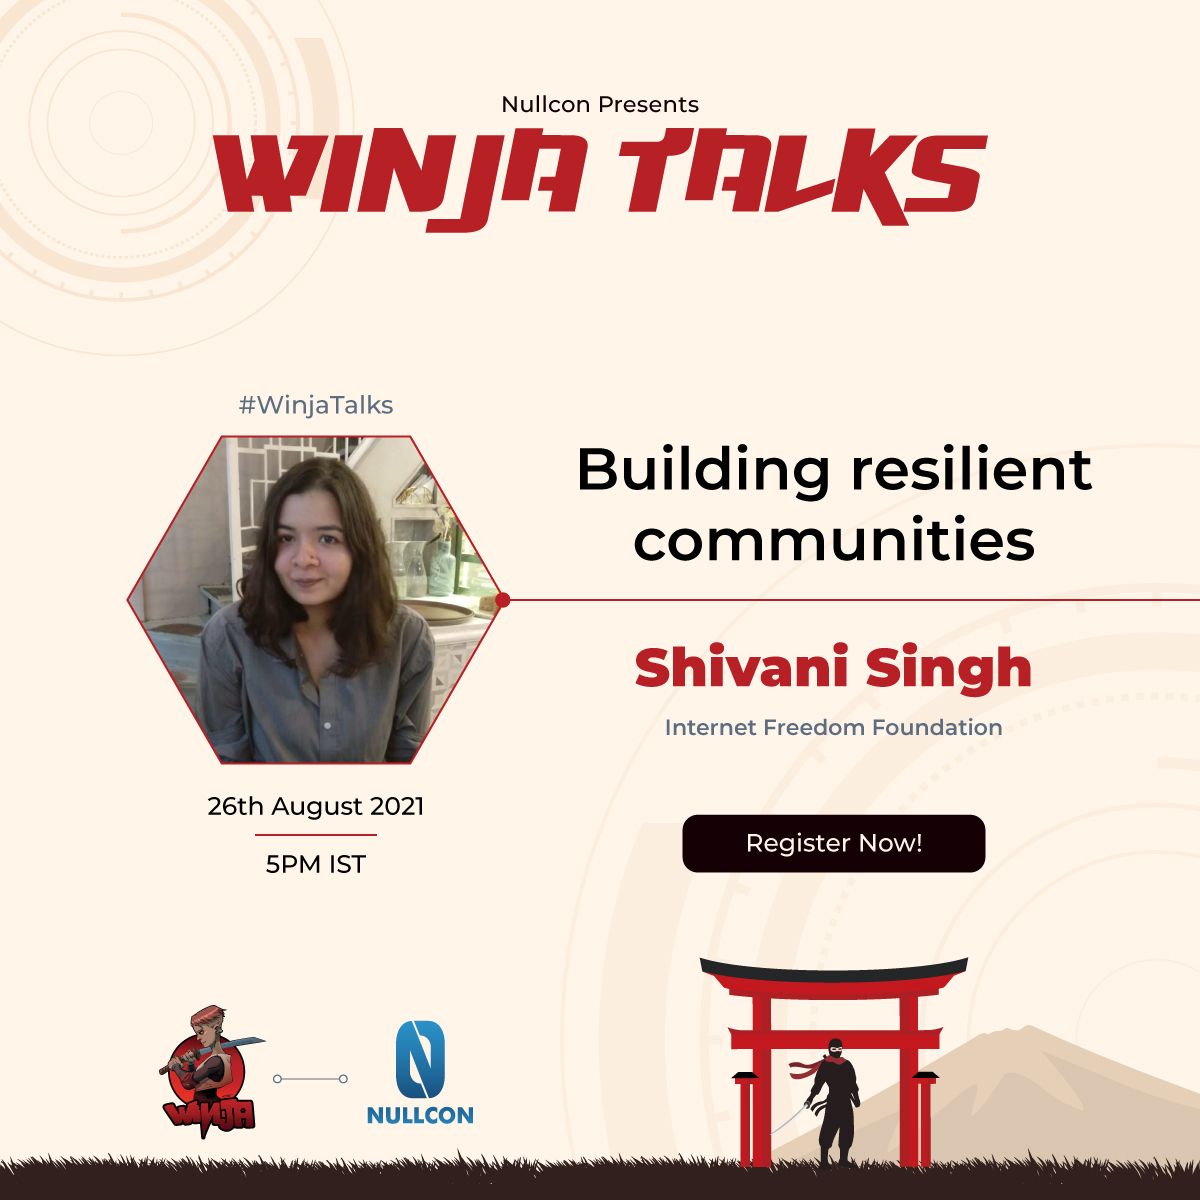 Nullcon Presents
WINJA TALKS
#WinjaTalks
Building resilient
communities
Shivani Singh
Internet Freedom Foundation
26th August 2021
5PM IST
Register Now!
WINJA
NULLCON